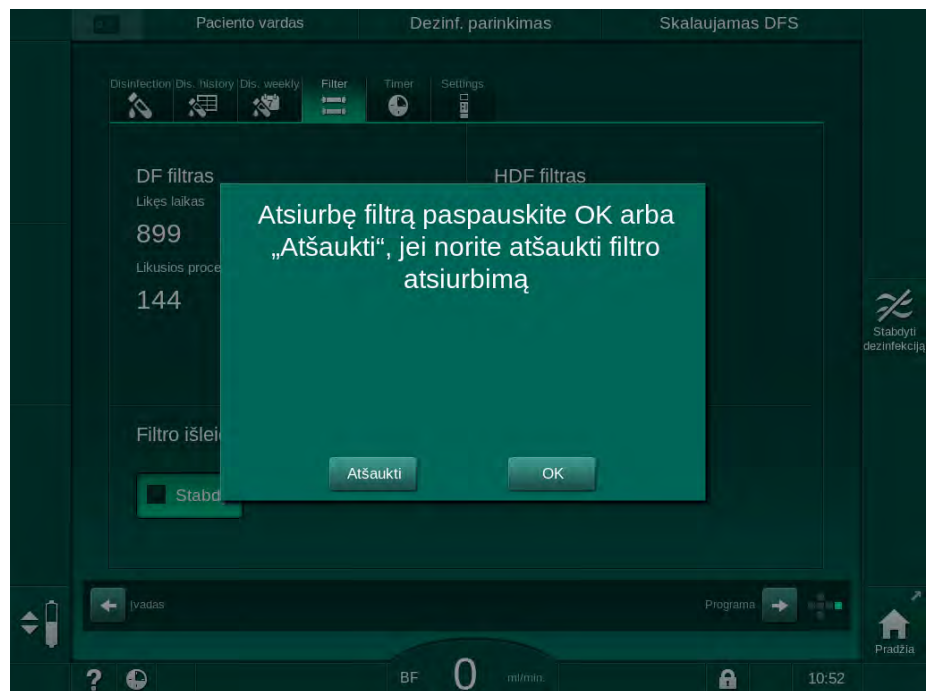 Paciento vardas Dezinf. parinkimas Skalaujamas DFS
Disinfection Dis. history Dis. weekly Filter Timer Settings
7
DF filtras HDF filtras
Likęs laikas
899
Likusios proce
144
Atsiurbę filtrą paspauskite OK arba
„Atšaukti“, jei norite atšaukti filtro
atsiurbimą
Stabdyti
dezinfekciją
Filtro išlei
Atšaukti OK
Stabd
Įvadas Programa
Pradžia
? BF 0 ml/min. 10:52